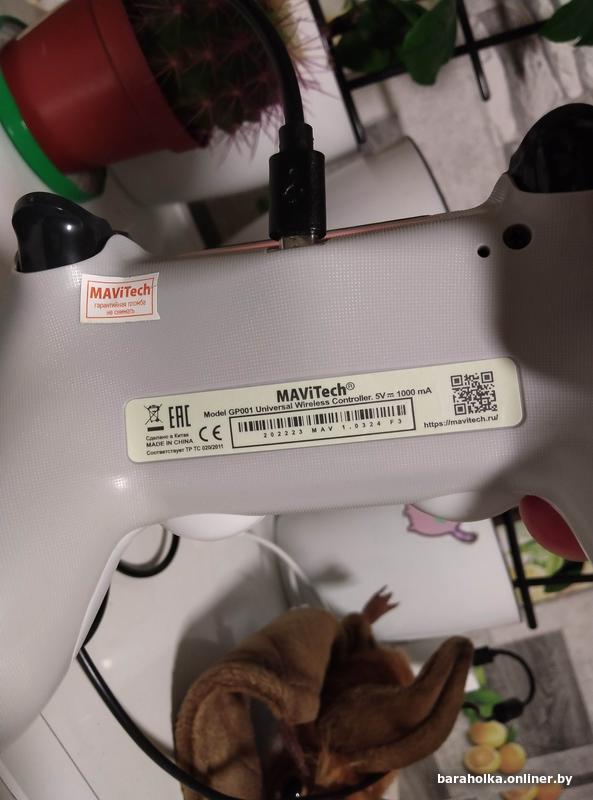 MAViTech
гарантийная пломба
не снимать
MAViTech®
Model GP001 Universal Wireless Controller. 5V⎓1000 mA
EAC
CE
202223 MAV 1.0324 F3
Сделано в Китае
MADE IN CHINA
Соответствует ТР ТС 020/2011
https://mavitech.ru/
baraholka.onliner.by